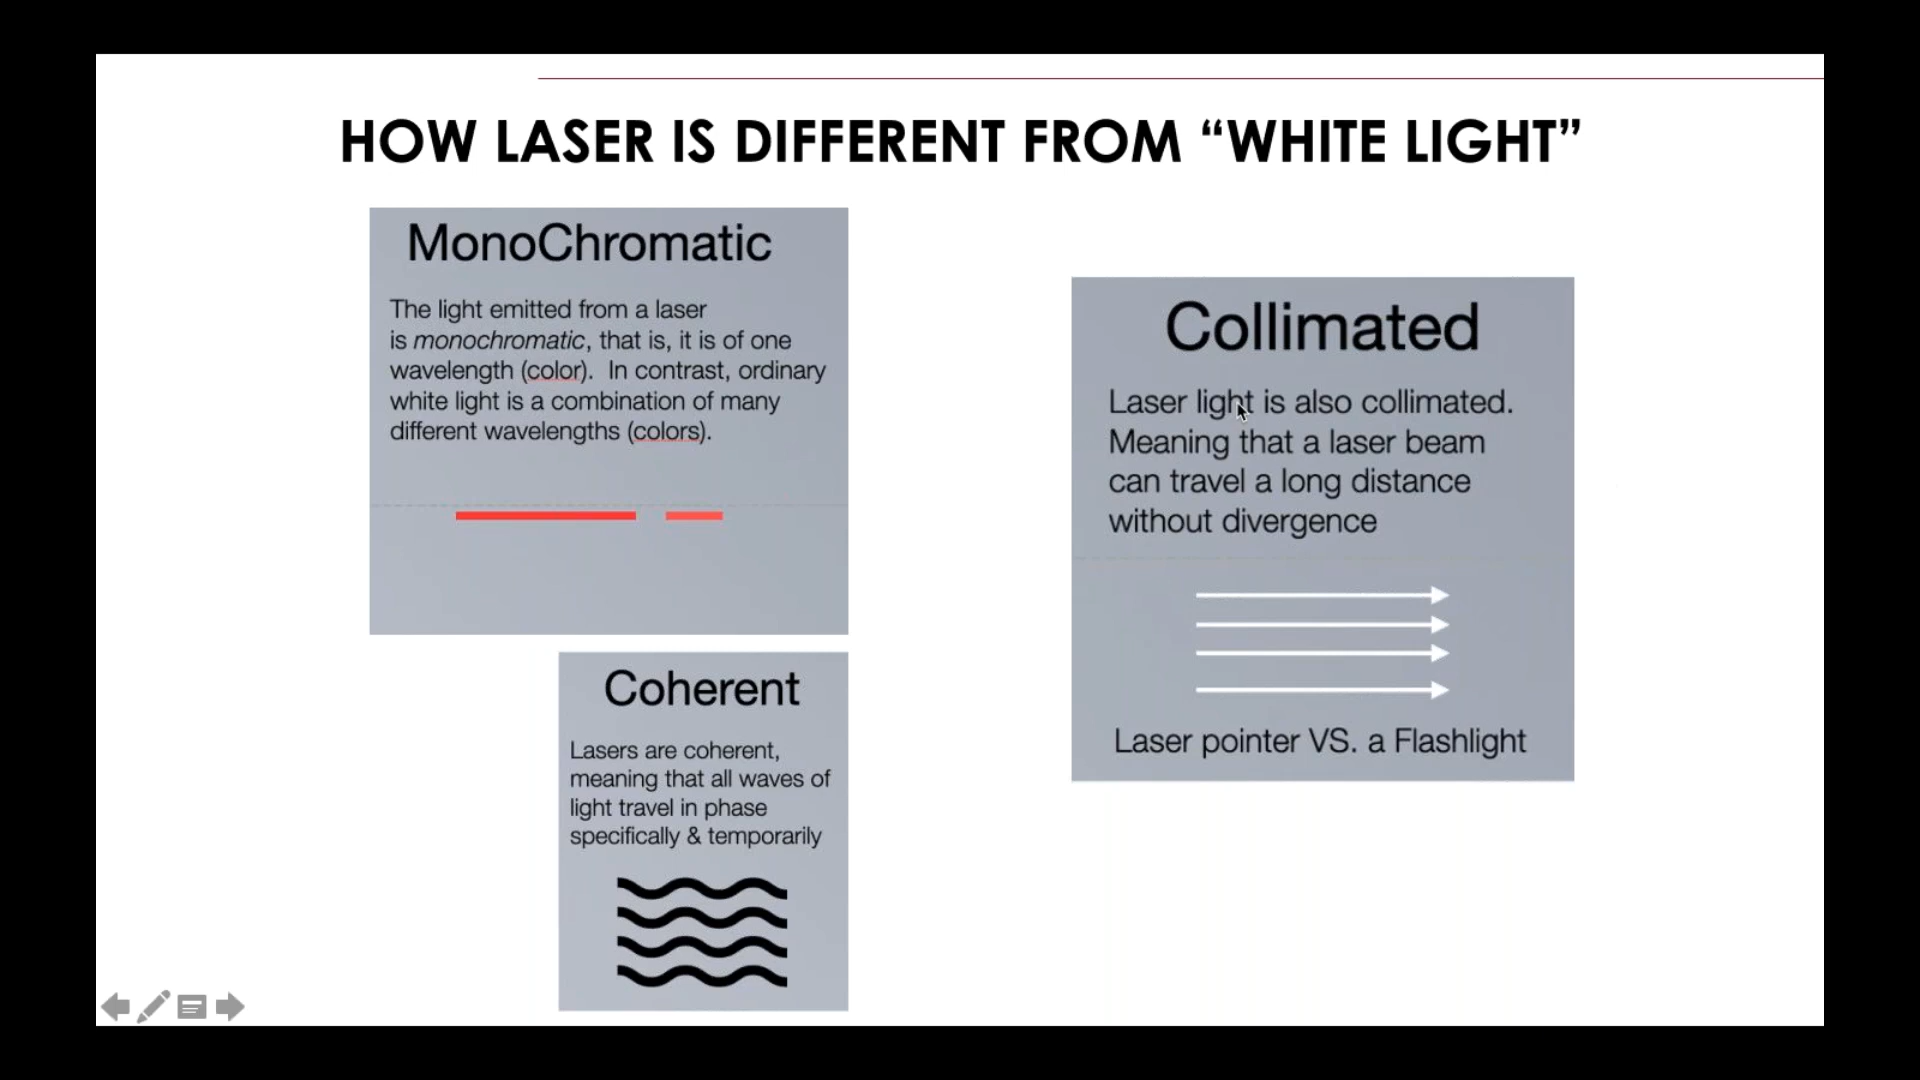 HOW LASER IS DIFFERENT FROM “WHITE LIGHT”
MonoChromatic
The light emitted from a laser
is monochromatic, that is, it is of one
wavelength (color).  In contrast, ordinary
white light is a combination of many
different wavelengths (colors).
Coherent
Lasers are coherent,
meaning that all waves of
light travel in phase
specifically & temporarily
Collimated
Laser light is also collimated.
Meaning that a laser beam
can travel a long distance
without divergence
Laser pointer VS. a Flashlight